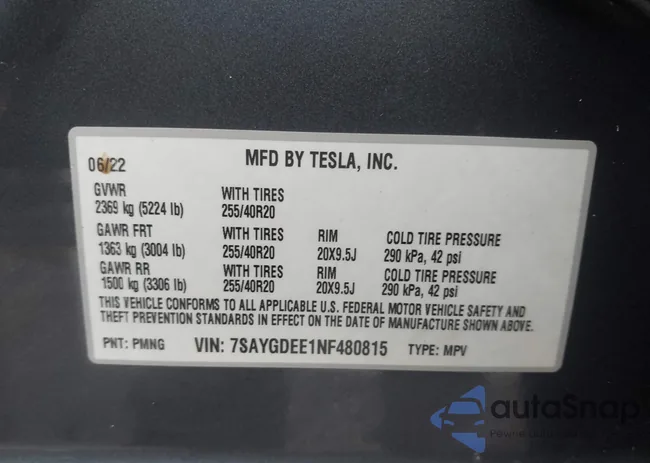 06/22 MFD BY TESLA, INC.
GVWR WITH TIRES
2369 kg (5224 lb) 255/40R20
GAWR FRT WITH TIRES RIM COLD TIRE PRESSURE
1363 kg (3004 lb) 255/40R20 20X9.5J 290 kPa, 42 psi
GAWR RR WITH TIRES RIM COLD TIRE PRESSURE
1500 kg (3306 lb) 255/40R20 20X9.5J 290 kPa, 42 psi
THIS VEHICLE CONFORMS TO ALL APPLICABLE U.S. FEDERAL MOTOR VEHICLE SAFETY AND
THEFT PREVENTION STANDARDS IN EFFECT ON THE DATE OF MANUFACTURE SHOWN ABOVE.
PNT: PMNG VIN: 7SAYGDEE1NF480815 TYPE: MPV
autoSnap